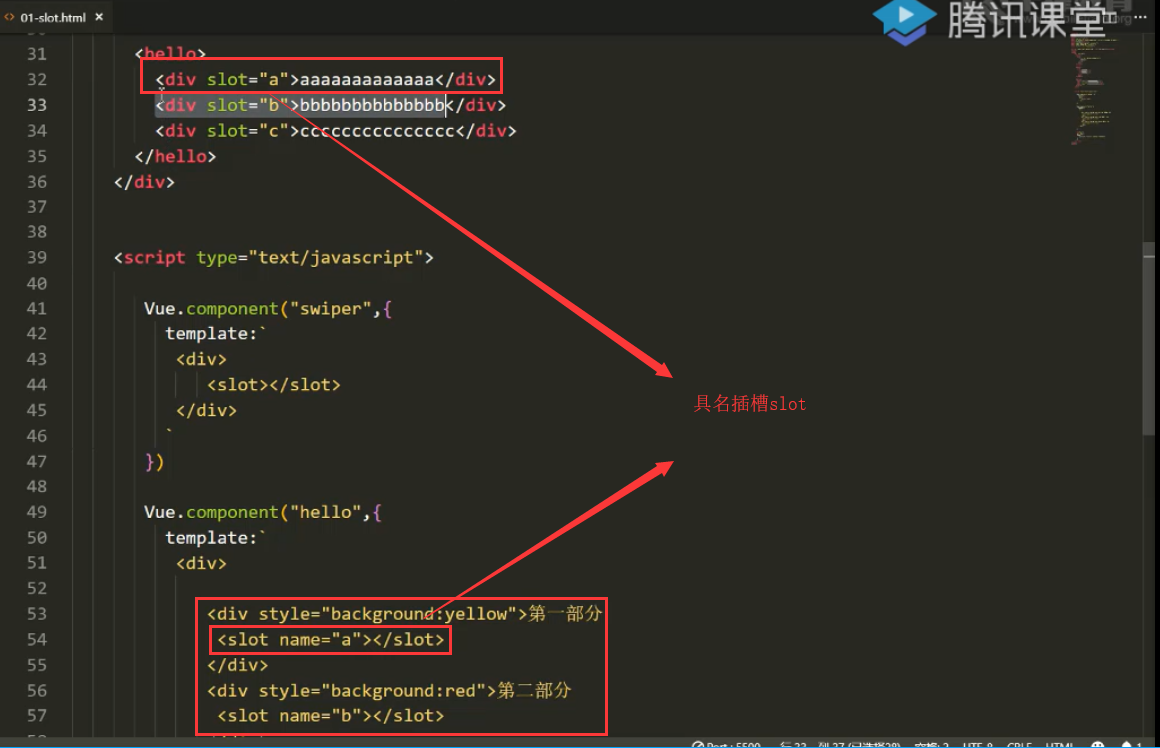 01-slot.html ×
腾讯课堂
31 <hello>
32 <div slot="a">aaaaaaaaaaaaa</div>
33 <div slot="b">bbbbbbbbbbbbbb</div>
34 <div slot="c">ccccccccccccccc</div>
35 </hello>
36 </div>
37
38
39 <script type="text/javascript">
40
41 Vue.component("swiper",{
42 template:`
43 <div>
44 <slot></slot>
45 </div>
46 `
47 })
48
49 Vue.component("hello",{
50 template:`
51 <div>
52
53 <div style="background:yellow">第一部分
54 <slot name="a"></slot>
55 </div>
56 <div style="background:red">第二部分
57 <slot name="b"></slot>
具名插槽slot